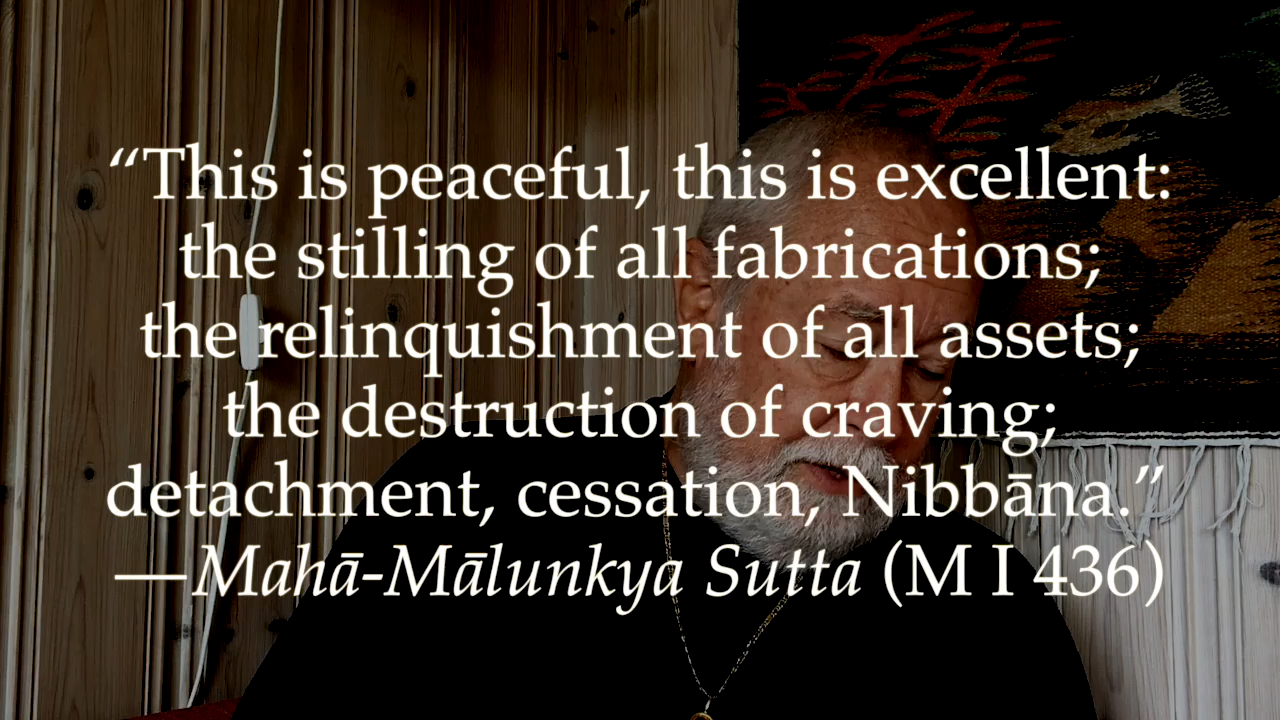 “This is peaceful, this is excellent:
the stilling of all fabrications;
the relinquishment of all assets;
the destruction of craving;
detachment, cessation, Nibbāna.”
—Mahā-Mālunkya Sutta (M I 436)